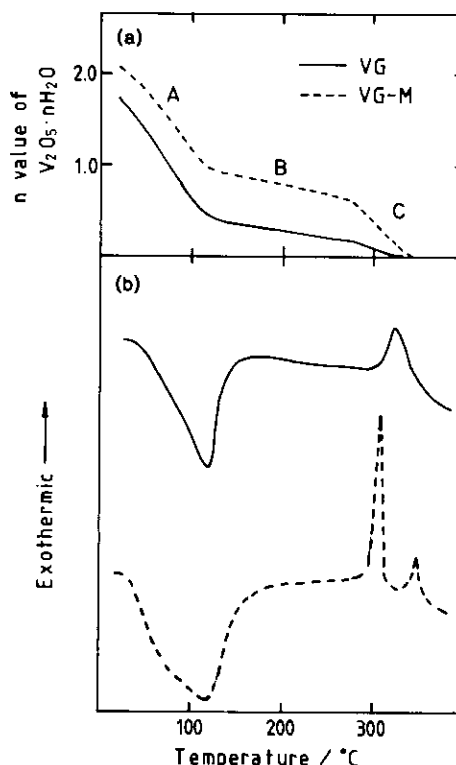 (a)
VG
VG-M
2.0
1.0
A
B
C
n value of
V₂O₅·nH₂O
(b)
Exothermic →
100
200
300
Temperature / °C